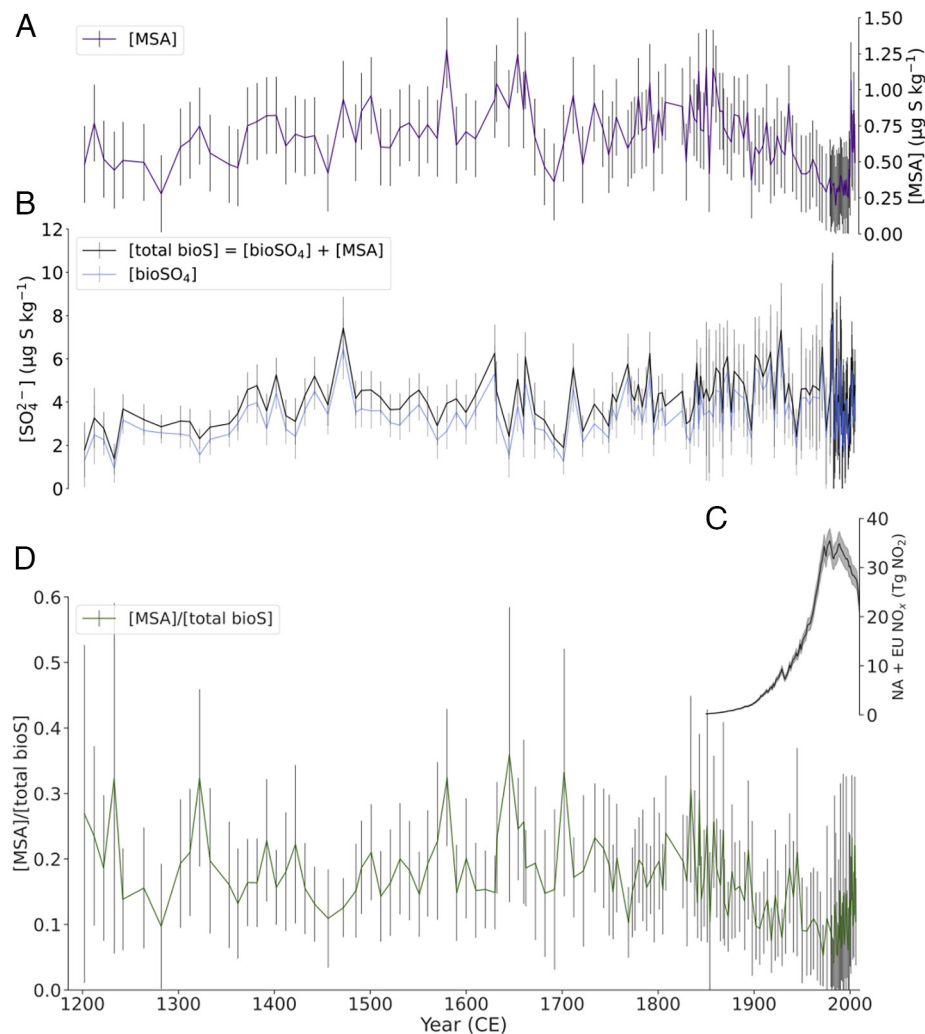 A
[MSA]
1.50
1.25
1.00
0.75
0.50
0.25
0.00
[MSA] (µg S kg⁻¹)
B
12
10
8
6
4
2
0
[SO₄²⁻] (µg S kg⁻¹)
[total bioS] = [bioSO₄] + [MSA]
[bioSO₄]
C
40
30
20
10
0
NA + EU NOₓ (Tg NO₂)
D
0.6
0.5
0.4
0.3
0.2
0.1
0.0
[MSA]/[total bioS]
[MSA]/[total bioS]
1200 1300 1400 1500 1600 1700 1800 1900 2000
Year (CE)